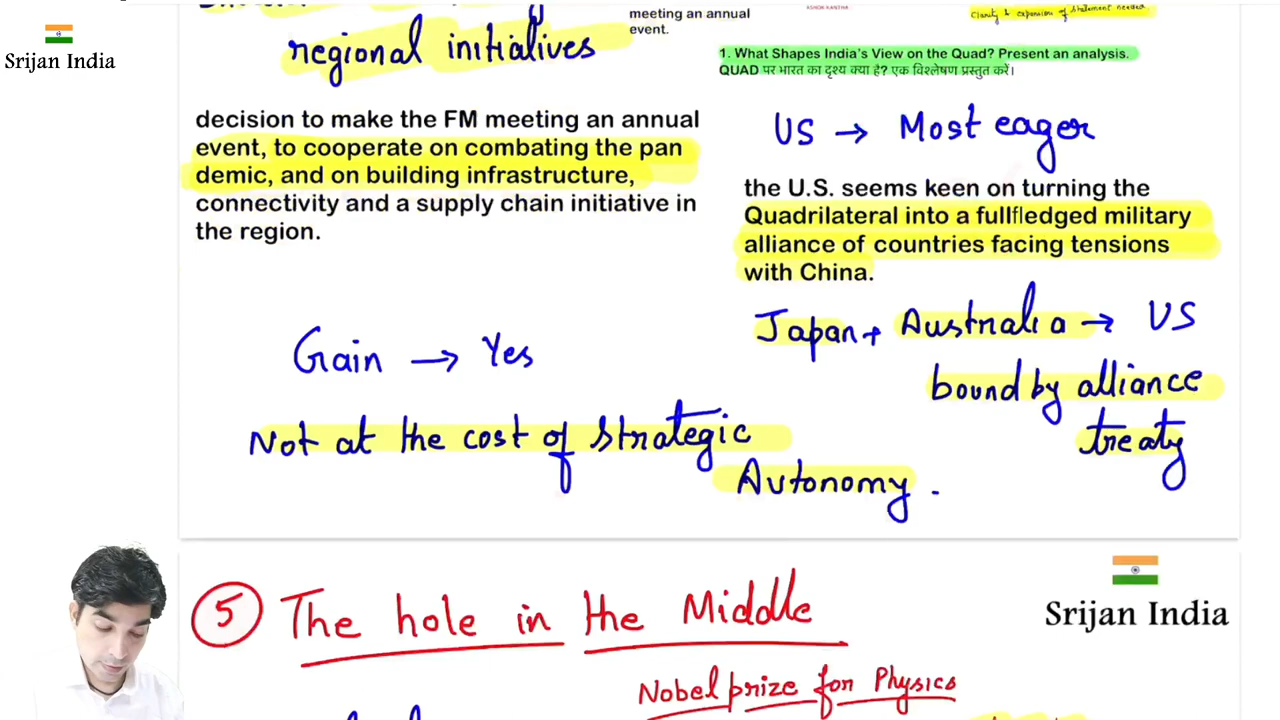 Srijan India
regional initiatives
decision to make the FM meeting an annual
event, to cooperate on combating the pan
demic, and on building infrastructure,
connectivity and a supply chain initiative in
the region.
Gain → Yes
Not at the cost of strategic
Autonomy.
meeting an annual
event.
Clarity & expansion of statement needed
1. What Shapes India's View on the Quad? Present an analysis.
QUAD पर भारत का दृश्य क्या है? एक विश्लेषण प्रस्तुत करें।
US → Most eager
the U.S. seems keen on turning the
Quadrilateral into a fullfledged military
alliance of countries facing tensions
with China.
Japan + Australia → US
bound by alliance
treaty
5 The hole in the Middle
Srijan India
Nobel prize for Physics